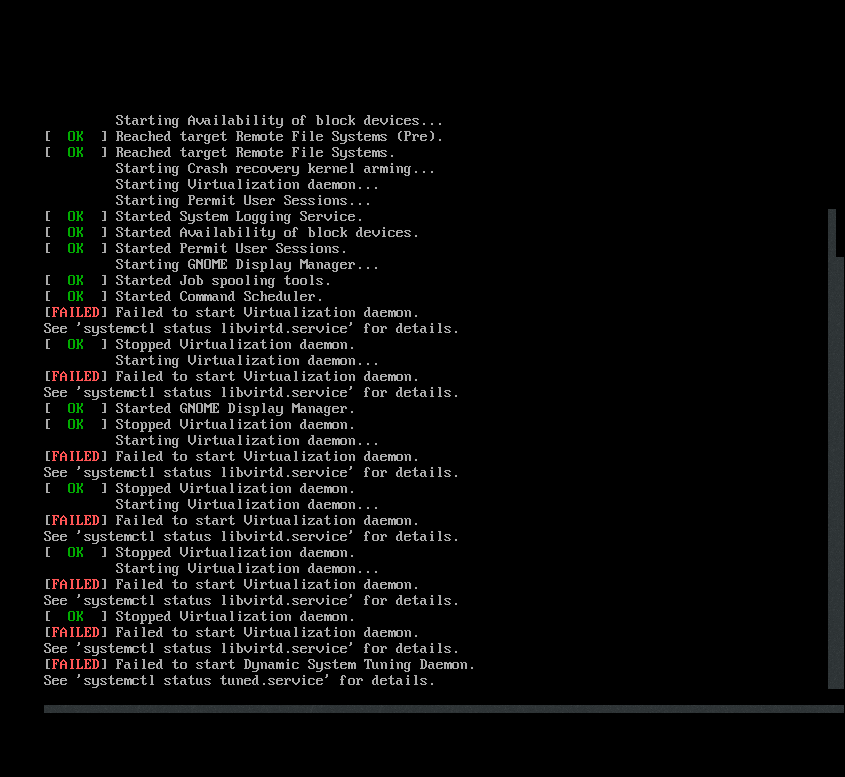 Starting Availability of block devices...
[  OK  ] Reached target Remote File Systems (Pre).
[  OK  ] Reached target Remote File Systems.
Starting Crash recovery kernel arming...
Starting Virtualization daemon...
Starting Permit User Sessions...
[  OK  ] Started System Logging Service.
[  OK  ] Started Availability of block devices.
[  OK  ] Started Permit User Sessions.
Starting GNOME Display Manager...
[  OK  ] Started Job spooling tools.
[  OK  ] Started Command Scheduler.
[FAILED] Failed to start Virtualization daemon.
See 'systemctl status libvirtd.service' for details.
[  OK  ] Stopped Virtualization daemon.
Starting Virtualization daemon...
[FAILED] Failed to start Virtualization daemon.
See 'systemctl status libvirtd.service' for details.
[  OK  ] Started GNOME Display Manager.
[  OK  ] Stopped Virtualization daemon.
Starting Virtualization daemon...
[FAILED] Failed to start Virtualization daemon.
See 'systemctl status libvirtd.service' for details.
[  OK  ] Stopped Virtualization daemon.
Starting Virtualization daemon...
[FAILED] Failed to start Virtualization daemon.
See 'systemctl status libvirtd.service' for details.
[  OK  ] Stopped Virtualization daemon.
Starting Virtualization daemon...
[FAILED] Failed to start Virtualization daemon.
See 'systemctl status libvirtd.service' for details.
[  OK  ] Stopped Virtualization daemon.
[FAILED] Failed to start Virtualization daemon.
See 'systemctl status libvirtd.service' for details.
[FAILED] Failed to start Dynamic System Tuning Daemon.
See 'systemctl status tuned.service' for details.